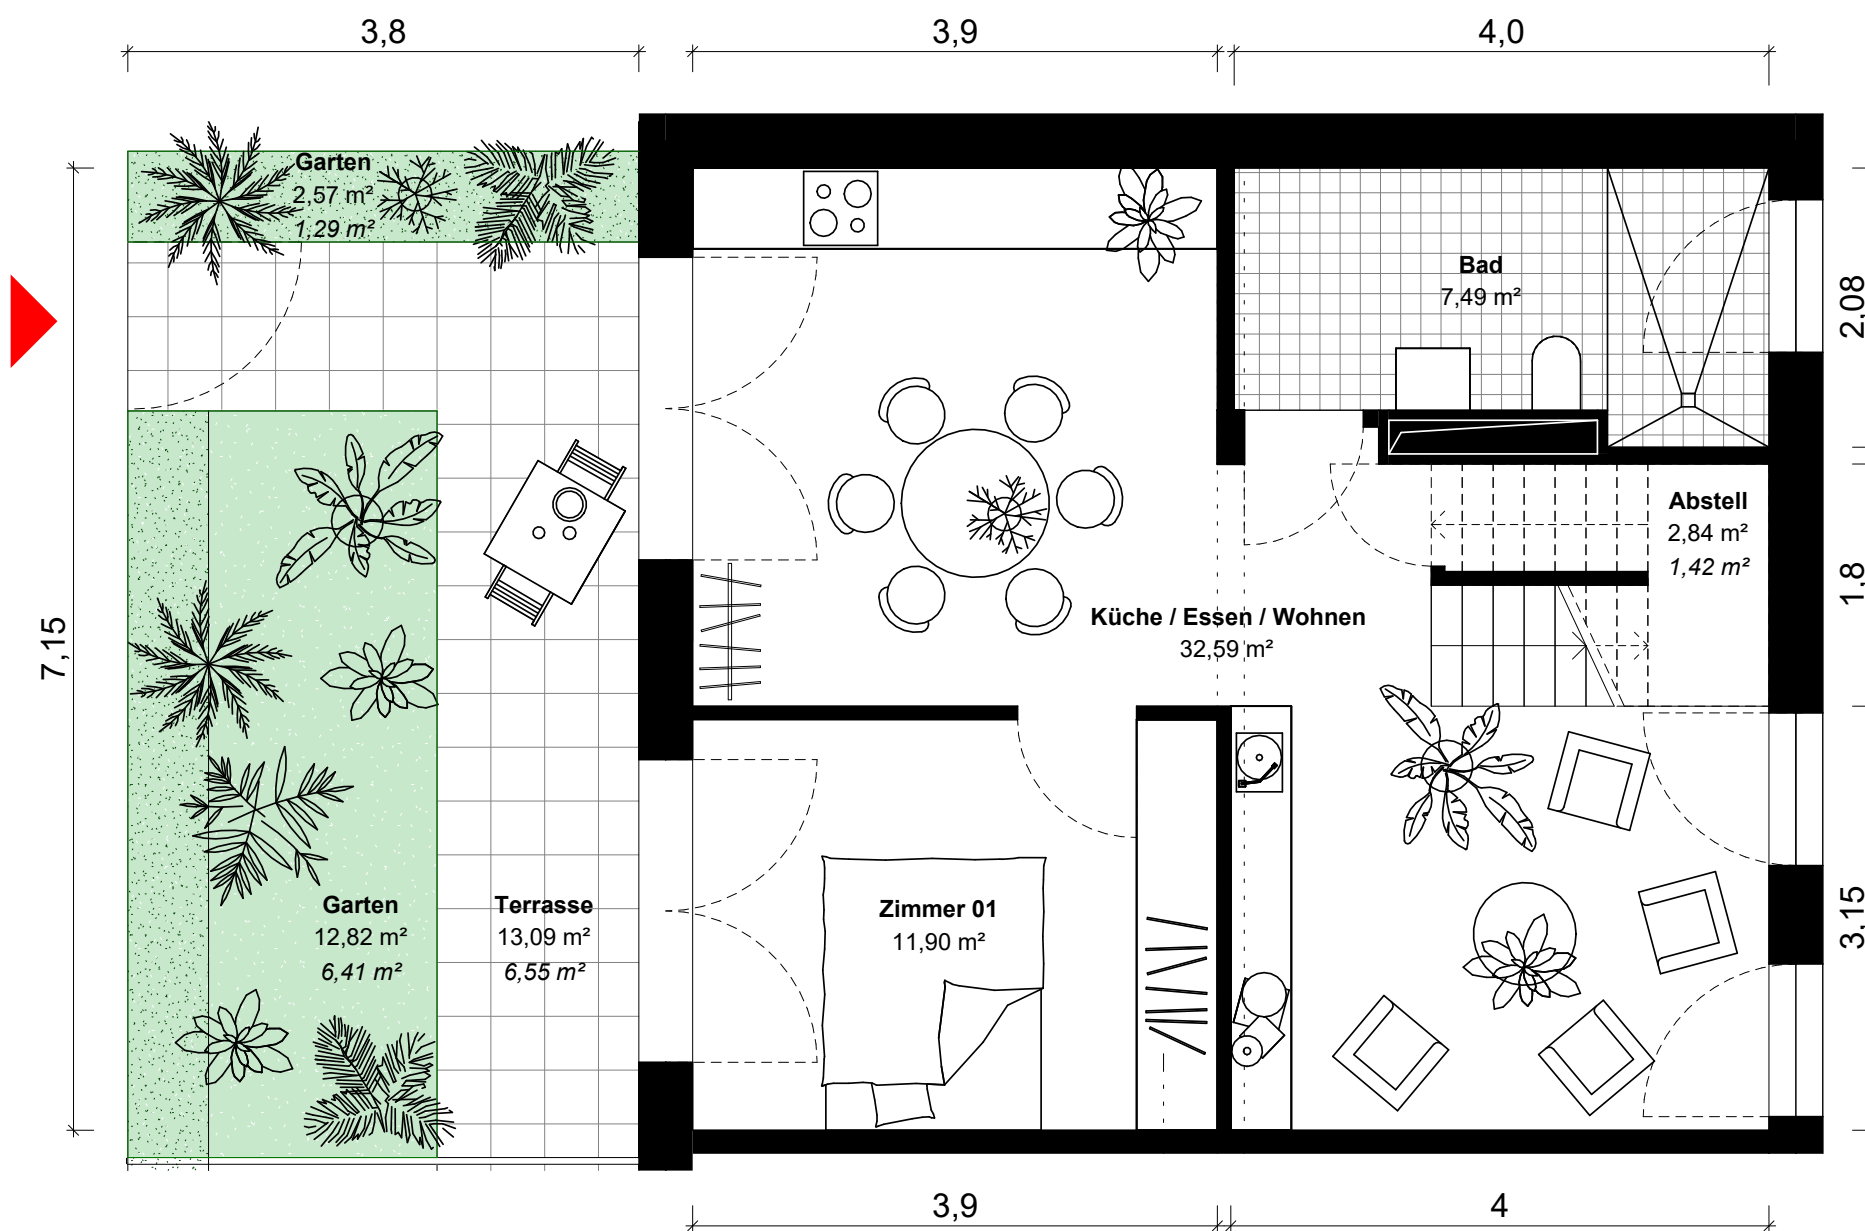 3,8
3,9
4,0
Garten
2,57 m²
1,29 m²
Bad
7,49 m²
2,08
Abstell
2,84 m²
1,42 m²
1,8
Küche / Essen / Wohnen
32,59 m²
7,15
Garten
12,82 m²
6,41 m²
Terrasse
13,09 m²
6,55 m²
Zimmer 01
11,90 m²
3,15
3,9
4